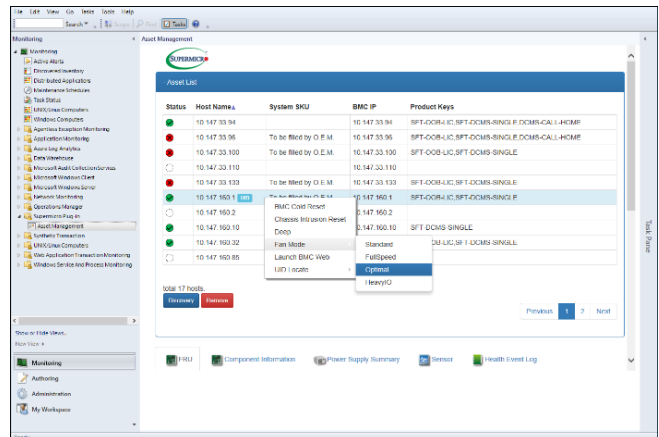 File Edit View Go Tasks Tools Help
Search Scope Find Tasks
Monitoring
Asset Management
Monitoring
Active Alerts
Discovered Inventory
Distributed Applications
Maintenance Schedules
Task Status
UNIX/Linux Computers
Windows Computers
Agentless Exception Monitoring
Application Monitoring
Azure Log Analytics
Data Warehouse
Microsoft Audit Collection Services
Microsoft Windows Client
Microsoft Windows Server
Network Monitoring
Operations Manager
Supermicro Plug-in
Asset Management
Synthetic Transaction
UNIX/Linux Computers
Web Application Transaction Monitoring
Windows Service And Process Monitoring
Show or Hide Views...
New View
Monitoring
Authoring
Administration
My Workspace
SUPERMICRO
Asset List
Status Host Name System SKU BMC IP Product Keys
10.147.33.94 10.147.33.94 SFT-OOB-LIC,SFT-DCMS-SINGLE,DCMS-CALL-HOME
10.147.33.96 To be filled by O.E.M. 10.147.33.96 SFT-OOB-LIC,SFT-DCMS-SINGLE,DCMS-CALL-HOME
10.147.33.100 To be filled by O.E.M. 10.147.33.100 SFT-OOB-LIC,SFT-DCMS-SINGLE
10.147.33.110 10.147.33.110
10.147.33.133 To be filled by O.E.M. 10.147.33.133 SFT-OOB-LIC,SFT-DCMS-SINGLE
10.147.160.1 UID To be filled by O.E.M. 10.147.160.1 SFT-OOB-LIC,SFT-DCMS-SINGLE
10.147.160.2 10.147.160.2
10.147.160.10 10.147.160.10 SFT-DCMS-SINGLE
10.147.160.32 OOB-LIC,SFT-DCMS-SINGLE
10.147.160.85
BMC Cold Reset
Chassis Intrusion Reset
Deep
Fan Mode
Launch BMC Web
UID Locate
Standard
FullSpeed
Optimal
HeavyIO
total 17 hosts.
Discovery Remove
Previous 1 2 Next
FRU Component Information Power Supply Summary Sensor Health Event Log
Task Pane